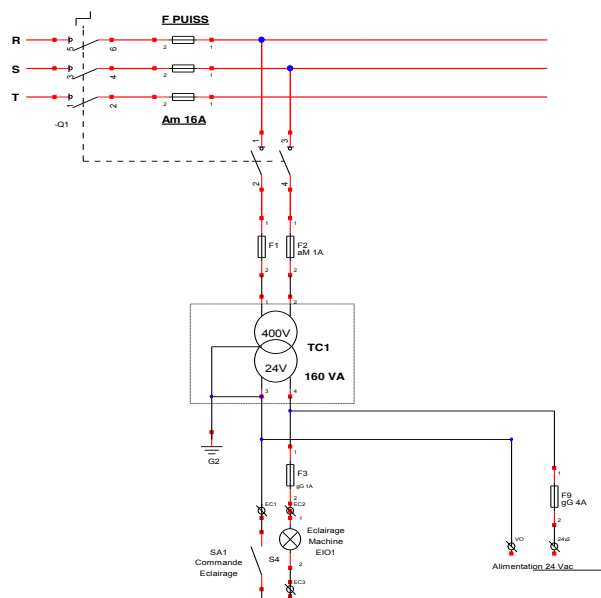 F PUISS
R
5
6
2
1
S
3
4
2
1
T
1
2
2
1
-Q1
Am 16A
1
3
2
4
1
1
F1
F2
aM 1A
2
2
1
2
400V
TC1
24V
160 VA
3
4
G2
1
1
F3
gG 1A
F9
gG 4A
2
2
EC1
EC2
1
Eclairage
Machine
EIO1
VO
24v2
SA1
Commande
Eclairage
S4
2
Alimentation 24 Vac
EC3